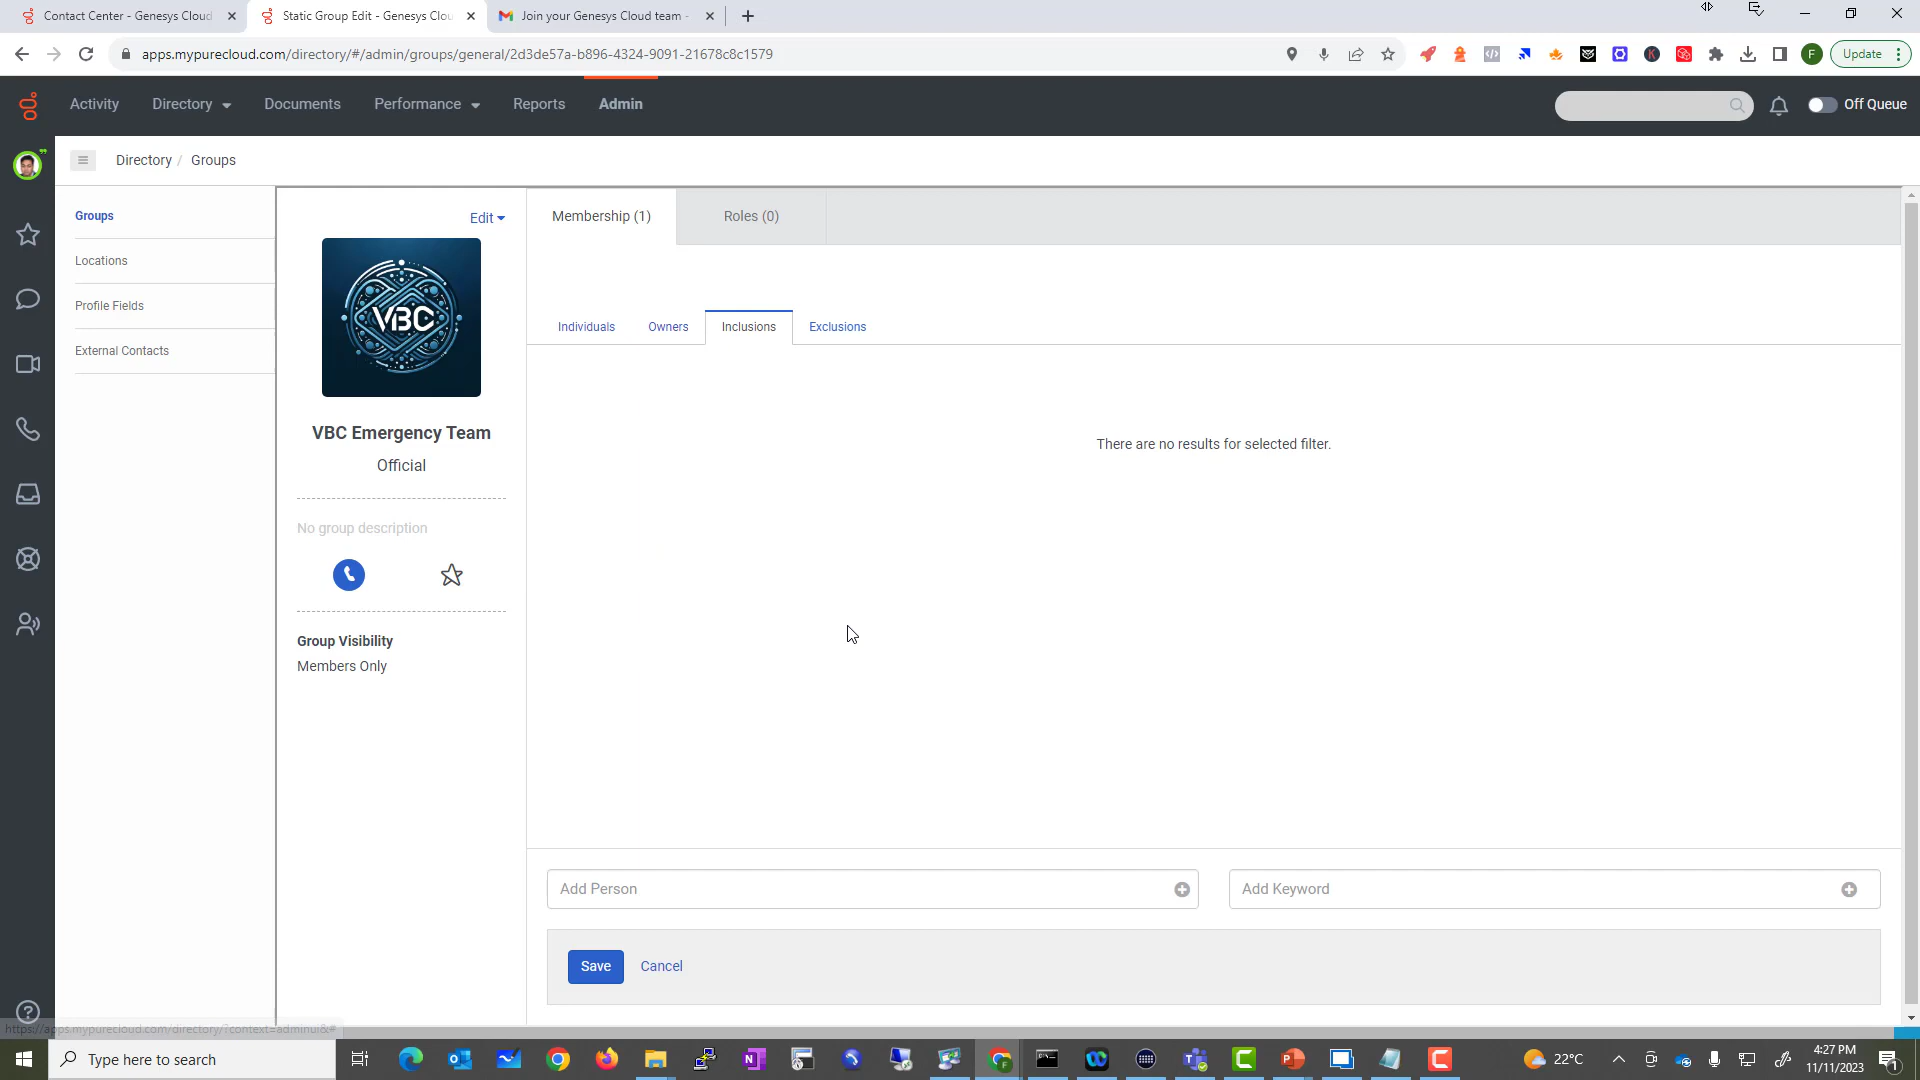 Contact Center - Genesys Cloud
Static Group Edit - Genesys Clou
Join your Genesys Cloud team -
apps.mypurecloud.com/directory/#/admin/groups/general/2d3de57a-b896-4324-9091-21678c8c1579
F
Update
Activity
Directory
Documents
Performance
Reports
Admin
Off Queue
Directory / Groups
Groups
Locations
Profile Fields
External Contacts
Edit
VBC
VBC Emergency Team
Official
No group description
Group Visibility
Members Only
Membership (1)
Roles (0)
Individuals
Owners
Inclusions
Exclusions
There are no results for selected filter.
Add Person
Add Keyword
Save
Cancel
https://apps.mypurecloud.com/directory/?context=adminui&#
Type here to search
22°C
4:27 PM
11/11/2023
1